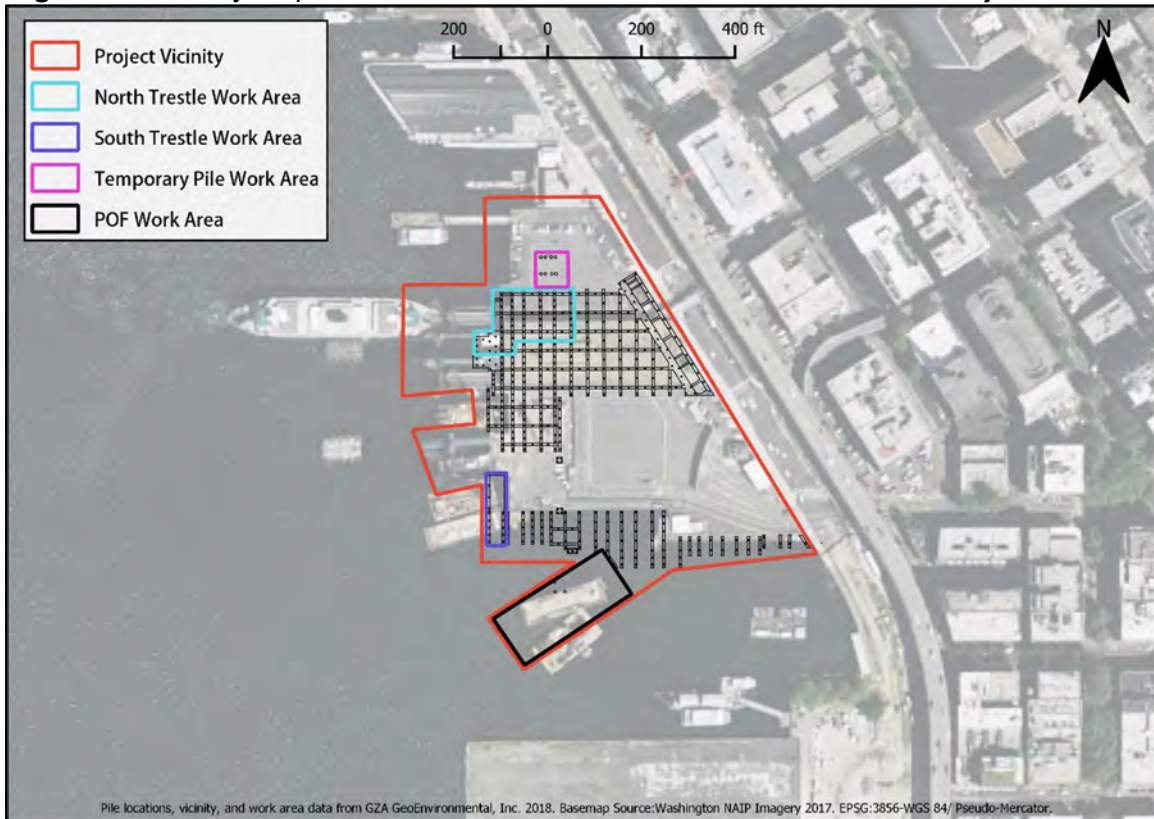 200 0 200 400 ft
N
Project Vicinity
North Trestle Work Area
South Trestle Work Area
Temporary Pile Work Area
POF Work Area
Pile locations, vicinity, and work area data from GZA GeoEnvironmental, Inc. 2018. Basemap Source:Washington NAIP Imagery 2017. EPSG:3856-WGS 84/ Pseudo-Mercator.